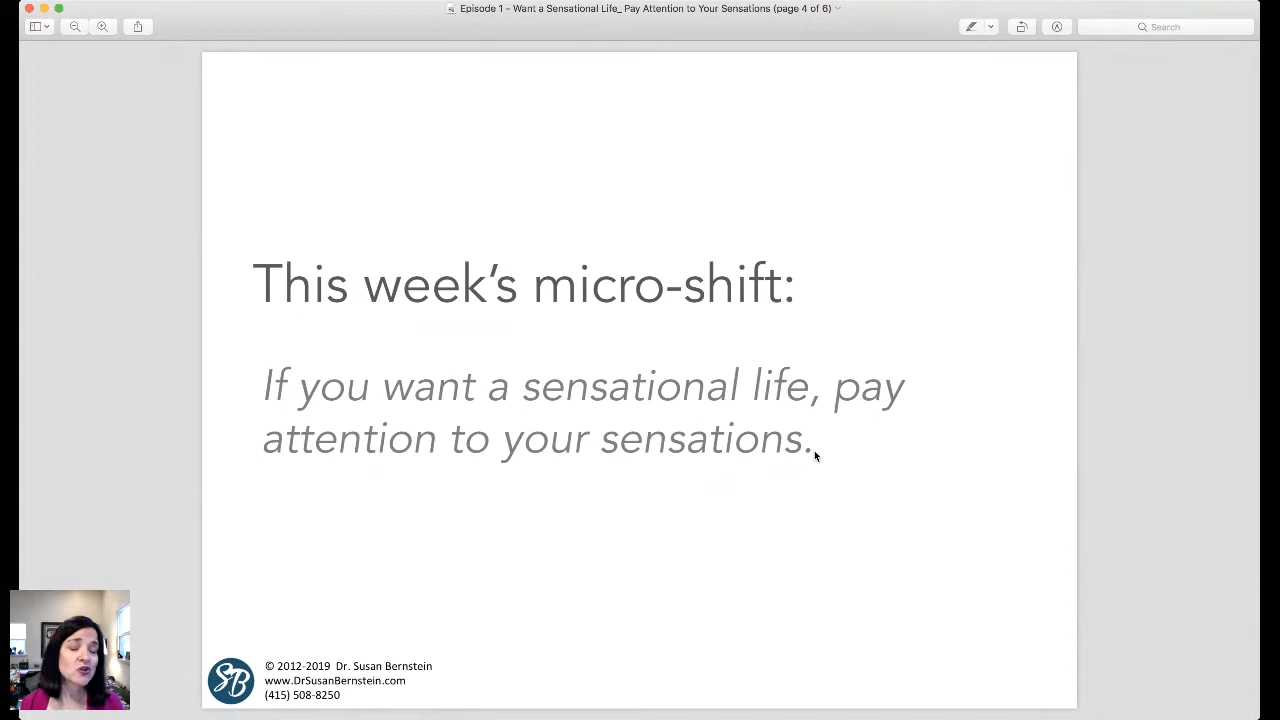 Episode 1 - Want a Sensational Life_ Pay Attention to Your Sensations (page 4 of 6)
Search
This week’s micro-shift:
If you want a sensational life, pay
attention to your sensations.
SB
© 2012-2019 Dr. Susan Bernstein
www.DrSusanBernstein.com
(415) 508-8250